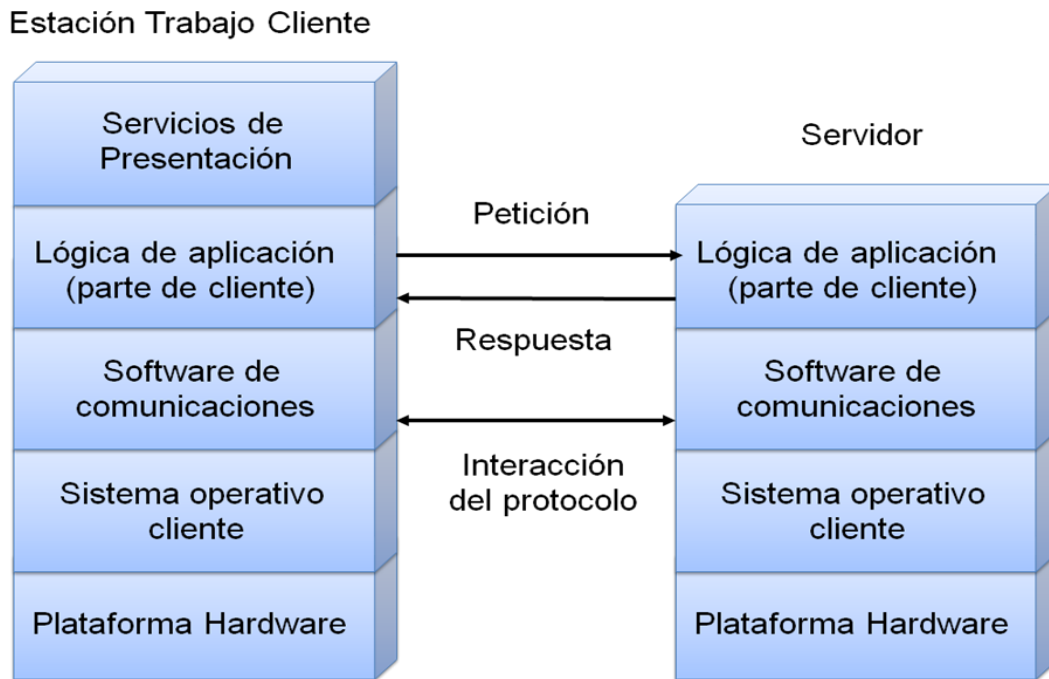 Estación Trabajo Cliente
Servicios de
Presentación
Servidor
Petición
Lógica de aplicación
(parte de cliente)
Lógica de aplicación
(parte de cliente)
Respuesta
Software de
comunicaciones
Software de
comunicaciones
Interacción
del protocolo
Sistema operativo
cliente
Sistema operativo
cliente
Plataforma Hardware
Plataforma Hardware